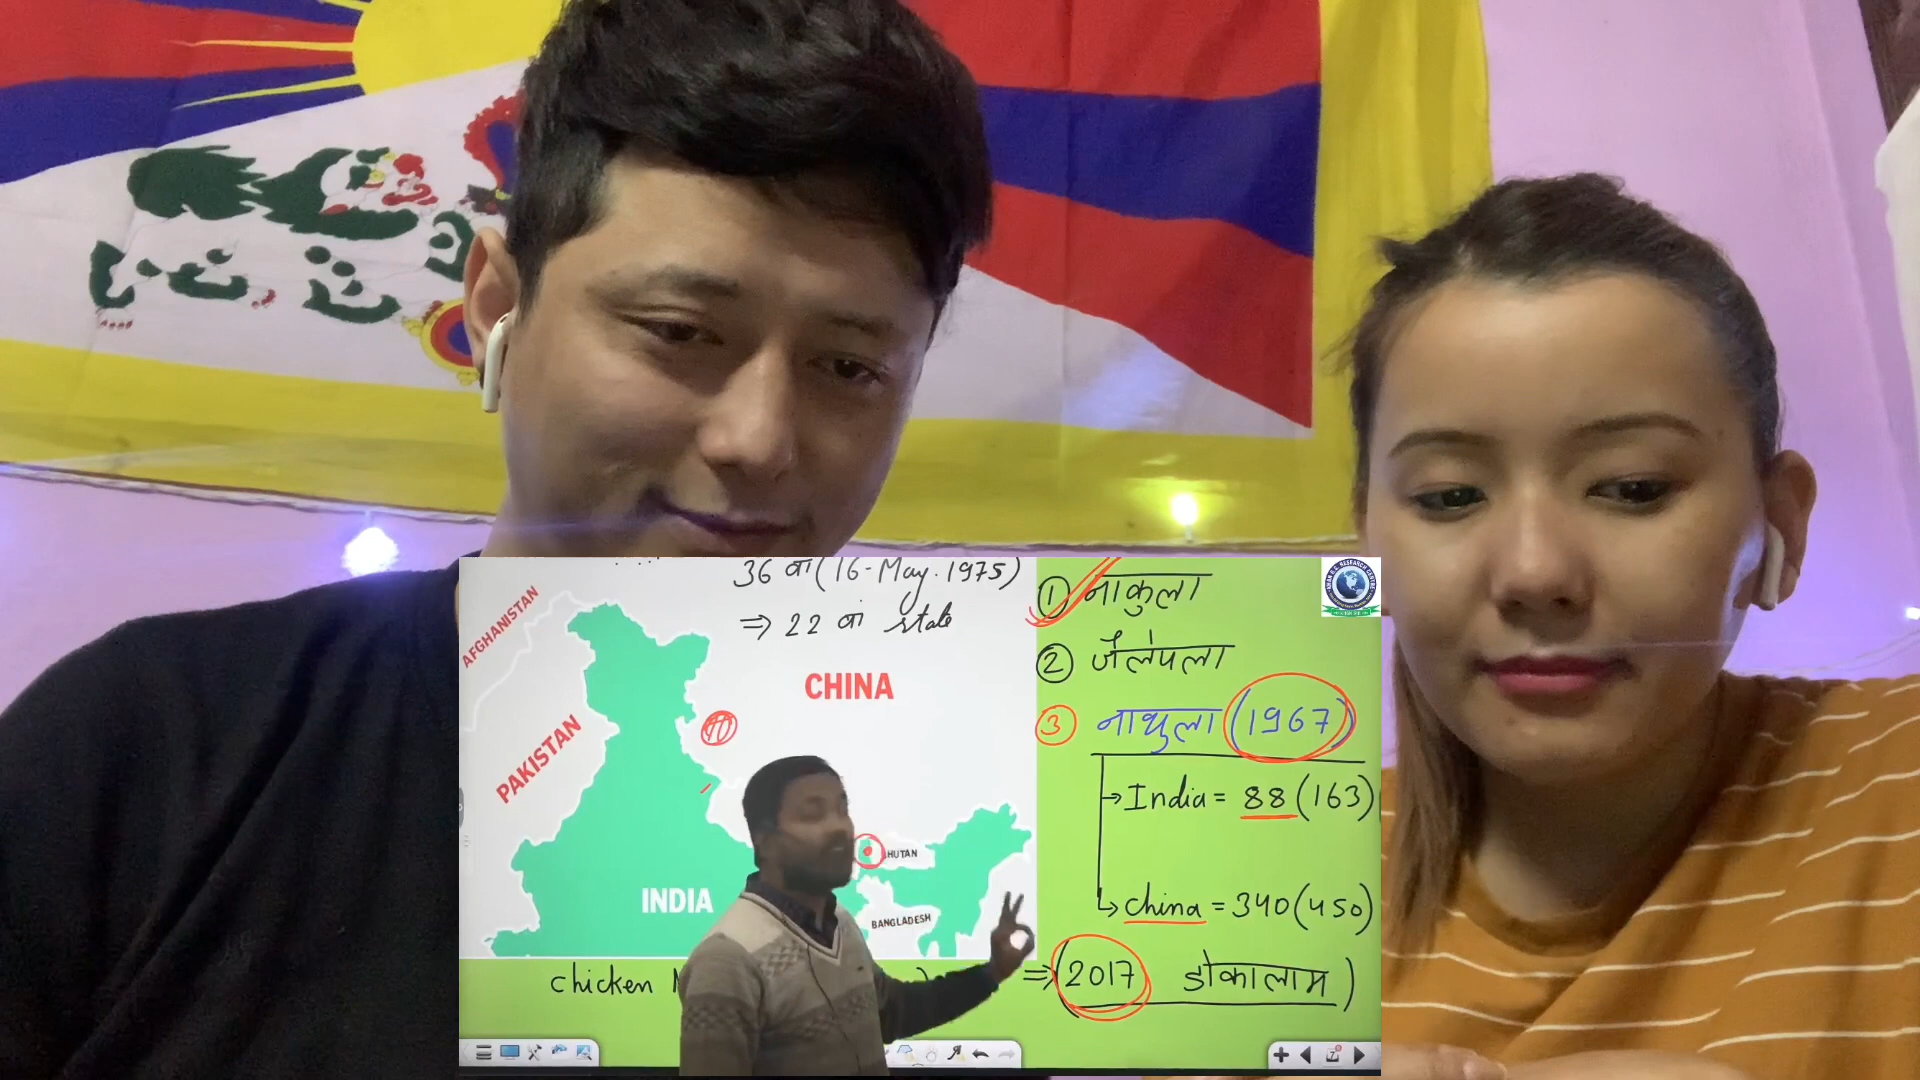 36 वां (16-May.1975)
⇒ 22 वां state
AFGHANISTAN
PAKISTAN
CHINA
INDIA
HUTAN
BANGLADESH
chicken
① नाकुला
② जैलेपला
③ नाथुला (1967)
→ India = 88 (163)
→ china = 340 (450)
⇒ (2017 डोकालाम)